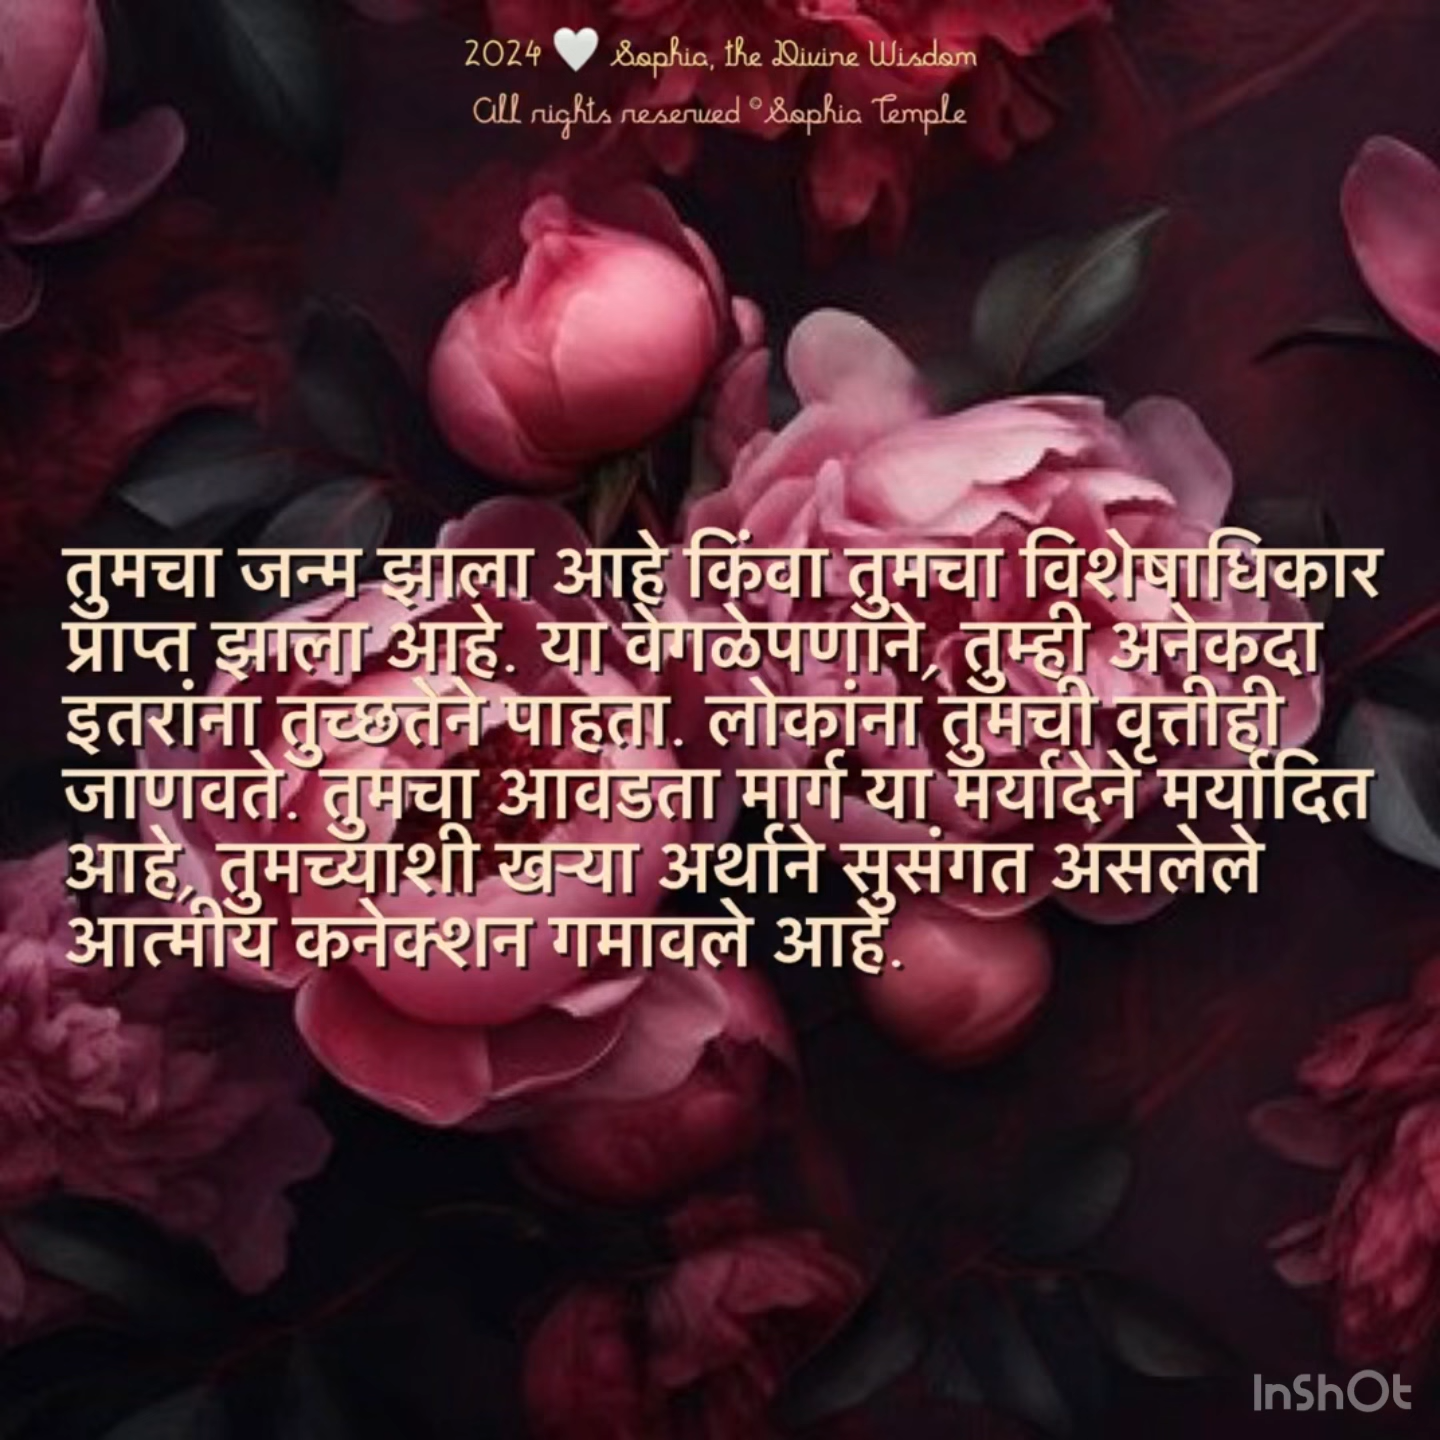 2024 🤍 Sophia, the Divine Wisdom
All rights reserved © Sophia Temple
तुमचा जन्म झाला आहे किंवा तुमचा विशेषाधिकार
प्राप्त झाला आहे. या वेगळेपणाने, तुम्ही अनेकदा
इतरांना तुच्छतेने पाहता. लोकांना तुमची वृत्तीही
जाणवते. तुमचा आवडता मार्ग या मर्यादेने मर्यादित
आहे, तुमच्याशी खऱ्या अर्थाने सुसंगत असलेले
आत्मीय कनेक्शन गमावले आहे.
InShOt